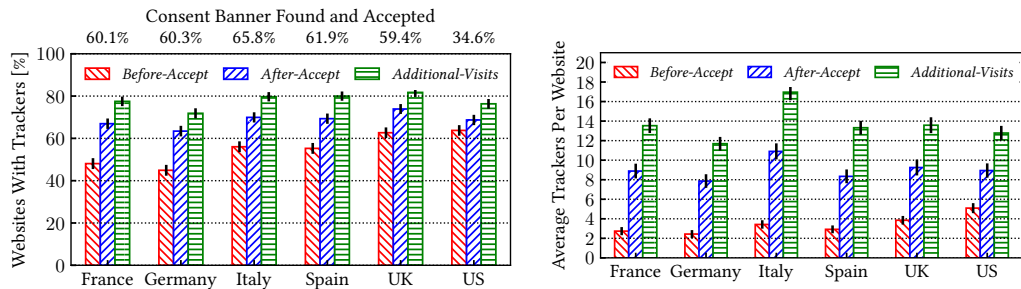 Consent Banner Found and Accepted
60.1% 60.3% 65.8% 61.9% 59.4% 34.6%
Websites With Trackers [%]
100
80
60
40
20
0
Before-Accept After-Accept Additional-Visits
France Germany Italy Spain UK US
Average Trackers Per Website
20
18
16
14
12
10
8
6
4
2
0
Before-Accept After-Accept Additional-Visits
France Germany Italy Spain UK US